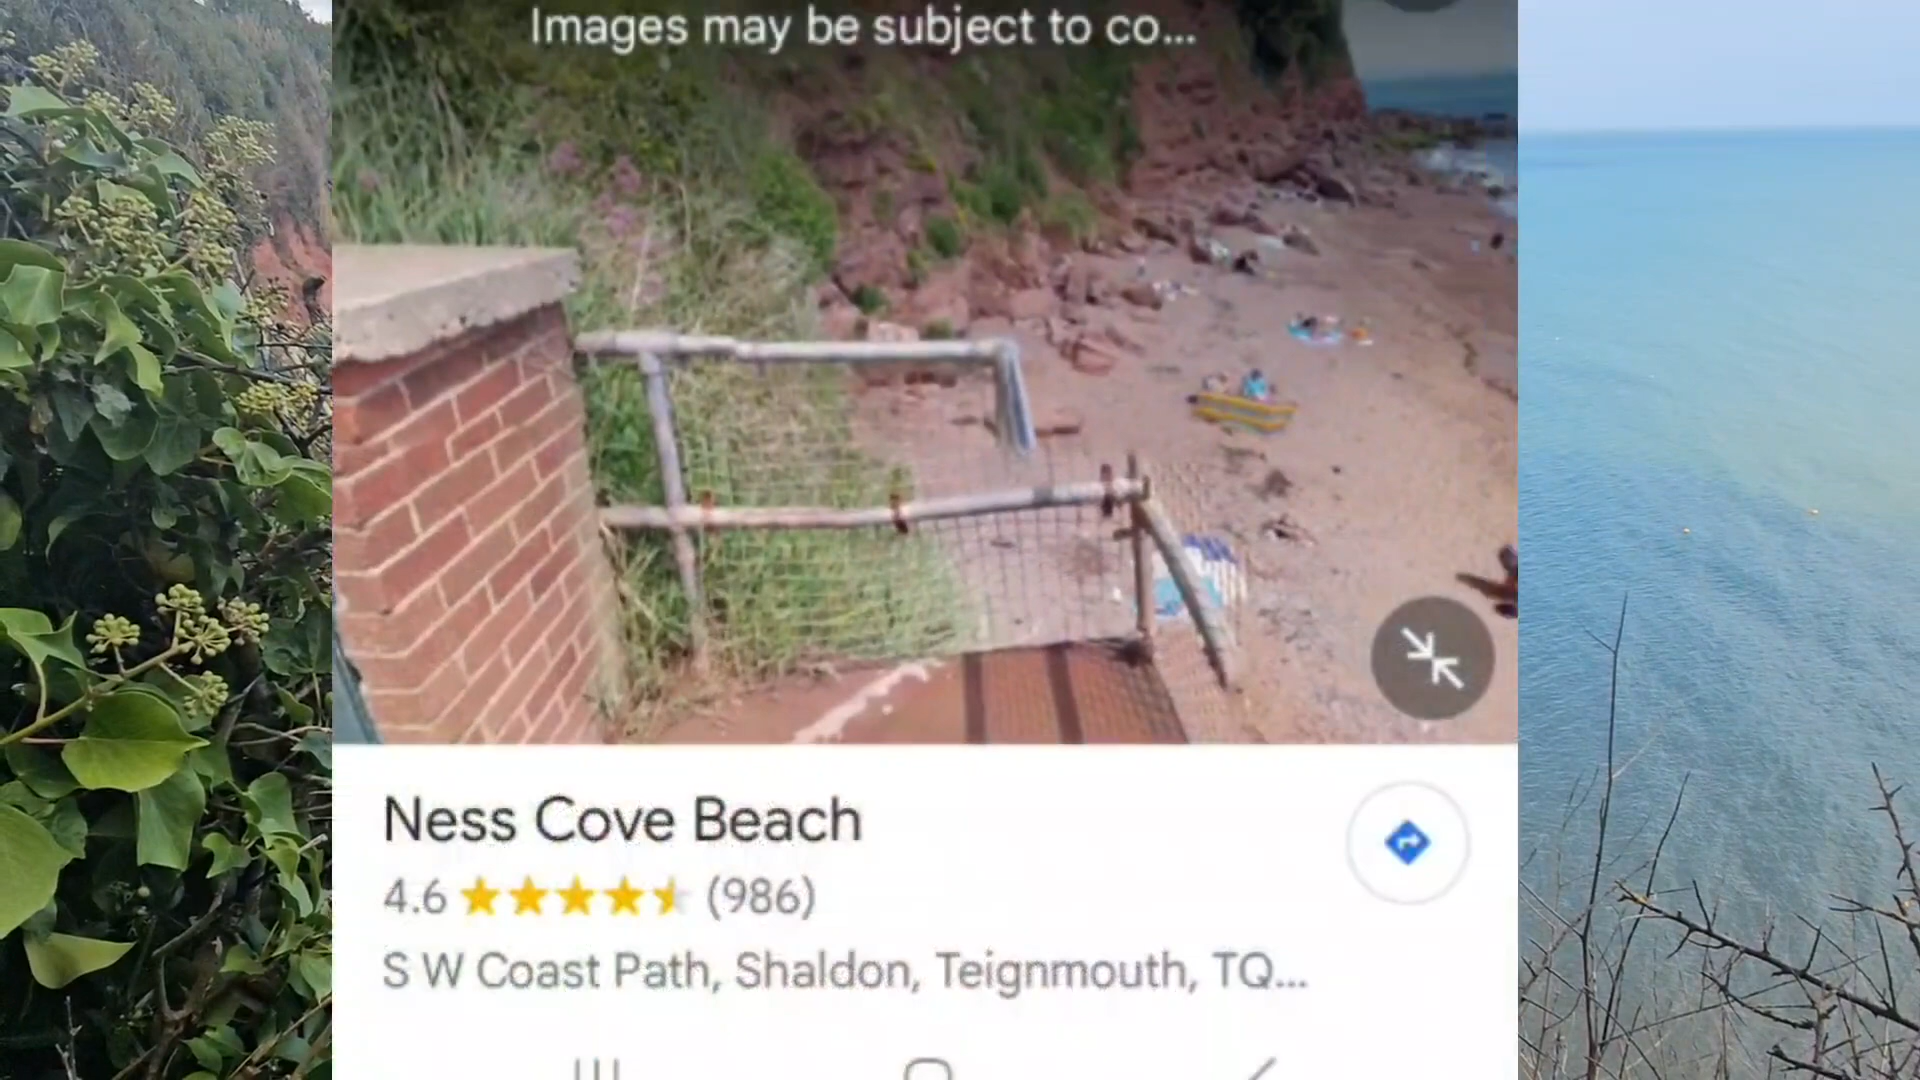 Images may be subject to co...
Ness Cove Beach
4.6 (986)
S W Coast Path, Shaldon, Teignmouth, TQ...